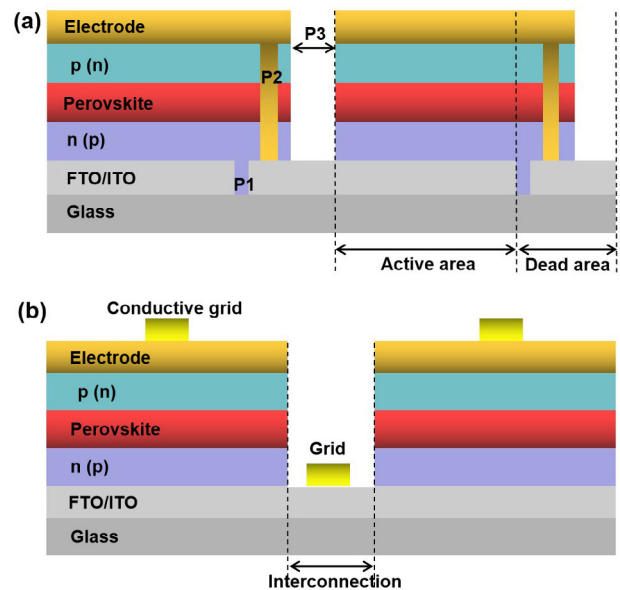 (a)
Electrode
P3
p (n)
P2
Perovskite
n (p)
FTO/ITO
P1
Glass
Active area
Dead area
(b)
Conductive grid
Electrode
p (n)
Perovskite
Grid
n (p)
FTO/ITO
Glass
Interconnection